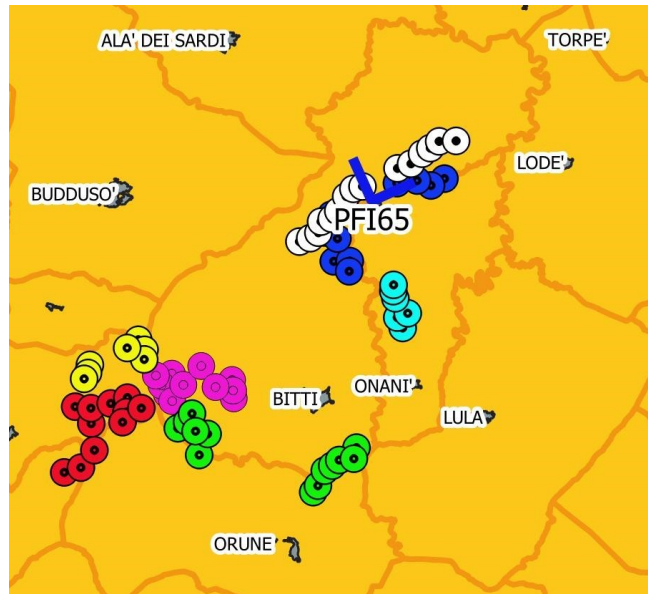 ALA' DEI SARDI
TORPE'
LODE'
BUDDUSO'
PFI65
BITTI
ONANI'
LULA
ORUNE